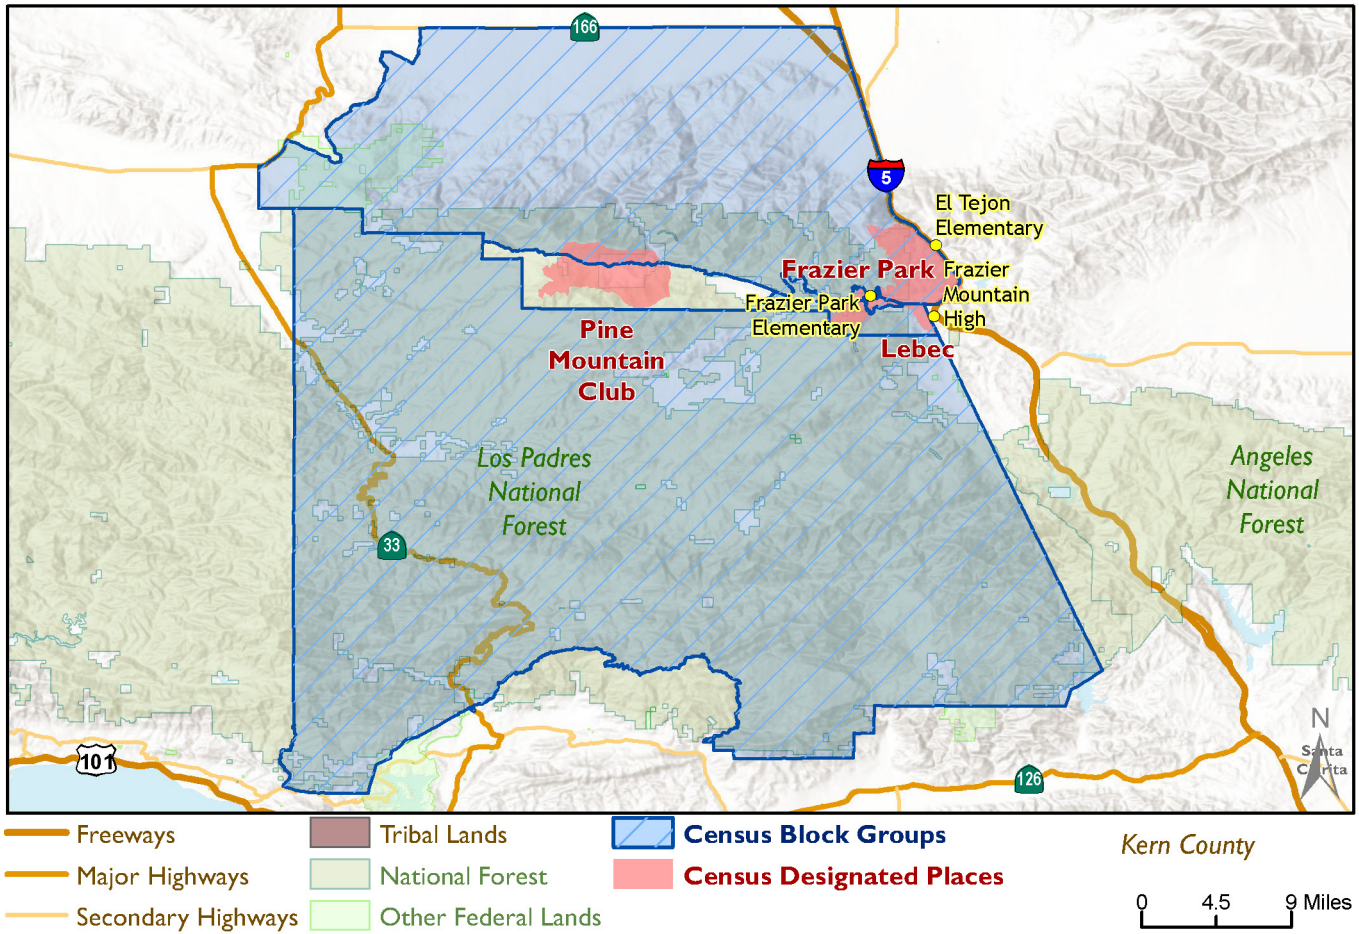 166
5
El Tejon
Elementary
Frazier Park
Frazier
Mountain
High
Frazier Park
Elementary
Pine
Mountain
Club
Lebec
Los Padres
National
Forest
Angeles
National
Forest
33
N
Santa
Clarita
101
126
Freeways
Major Highways
Secondary Highways
Tribal Lands
National Forest
Other Federal Lands
Census Block Groups
Census Designated Places
Kern County
0 4.5 9 Miles